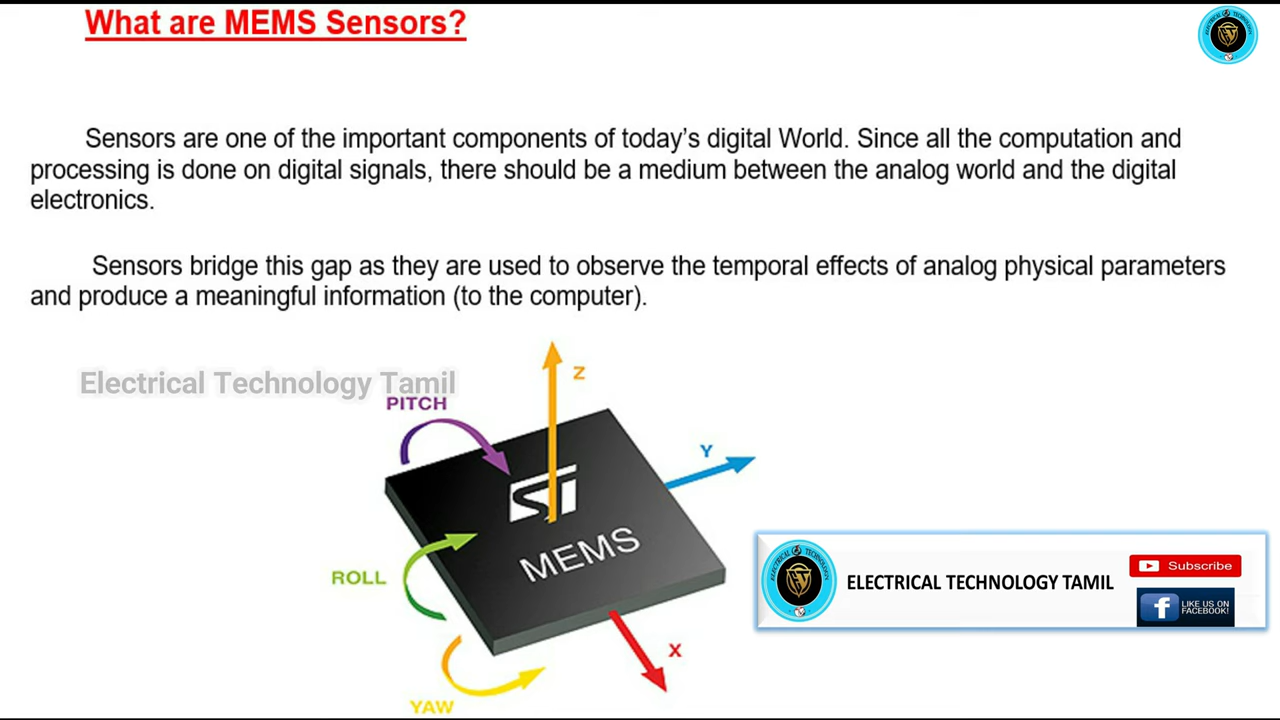 What are MEMS Sensors?
Sensors are one of the important components of today's digital World. Since all the computation and
processing is done on digital signals, there should be a medium between the analog world and the digital
electronics.
Sensors bridge this gap as they are used to observe the temporal effects of analog physical parameters
and produce a meaningful information (to the computer).
Electrical Technology Tamil
PITCH
Z
Y
ST
MEMS
ROLL
X
YAW
ELECTRICAL TECHNOLOGY TAMIL
Subscribe
LIKE US ON
FACEBOOK!